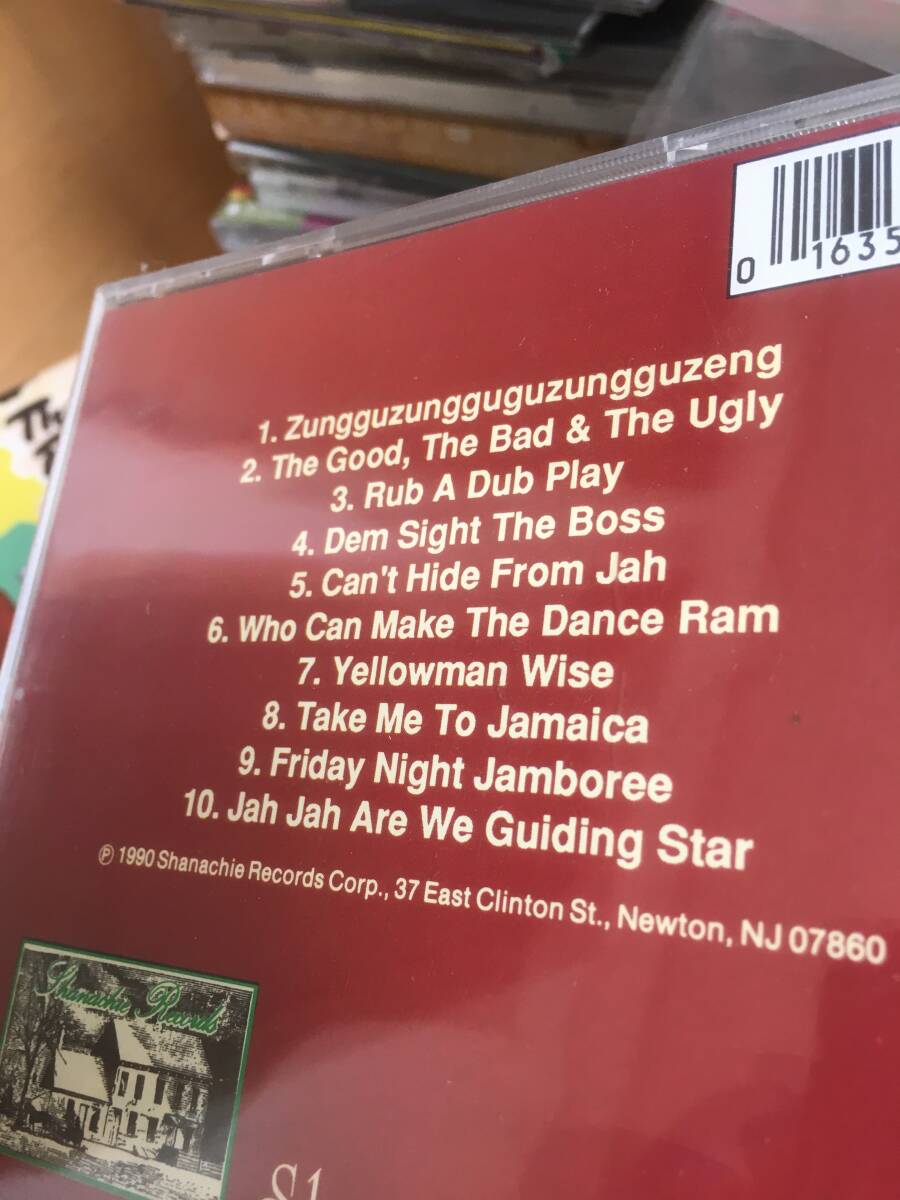 0 1635
1. Zungguzungguguzungguzeng
2. The Good, The Bad & The Ugly
3. Rub A Dub Play
4. Dem Sight The Boss
5. Can't Hide From Jah
6. Who Can Make The Dance Ram
7. Yellowman Wise
8. Take Me To Jamaica
9. Friday Night Jamboree
10. Jah Jah Are We Guiding Star
℗ 1990 Shanachie Records Corp., 37 East Clinton St., Newton, NJ 07860
Shanachie Records